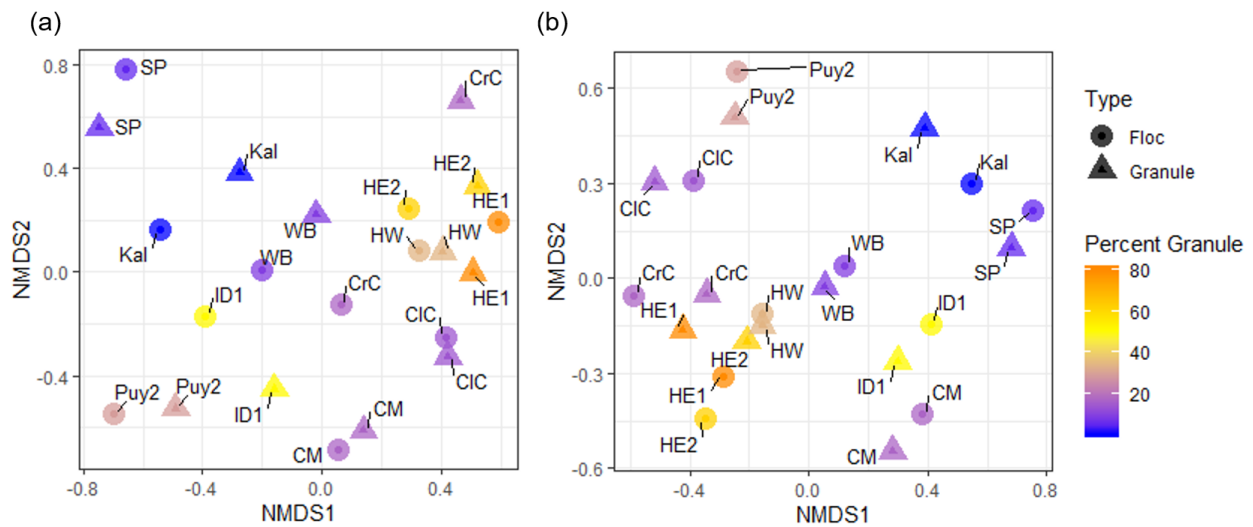 (a)
(b)
0.8
0.4
0.0
-0.4
NMDS2
-0.8
-0.4
0.0
0.4
NMDS1
SP
SP
CrC
Kal
HE2
HE2
HE1
WB
HW
HW
Kal
WB
HE1
ID1
CrC
ClC
ClC
Puy2
Puy2
ID1
CM
CM
0.6
0.3
0.0
-0.3
-0.6
NMDS2
-0.4
0.0
0.4
0.8
NMDS1
Puy2
Puy2
Kal
ClC
Kal
ClC
SP
WB
SP
CrC
CrC
HE1
HW
WB
ID1
HW
HE2
HE1
ID1
CM
HE2
CM
Type
Floc
Granule
Percent Granule
80
60
40
20